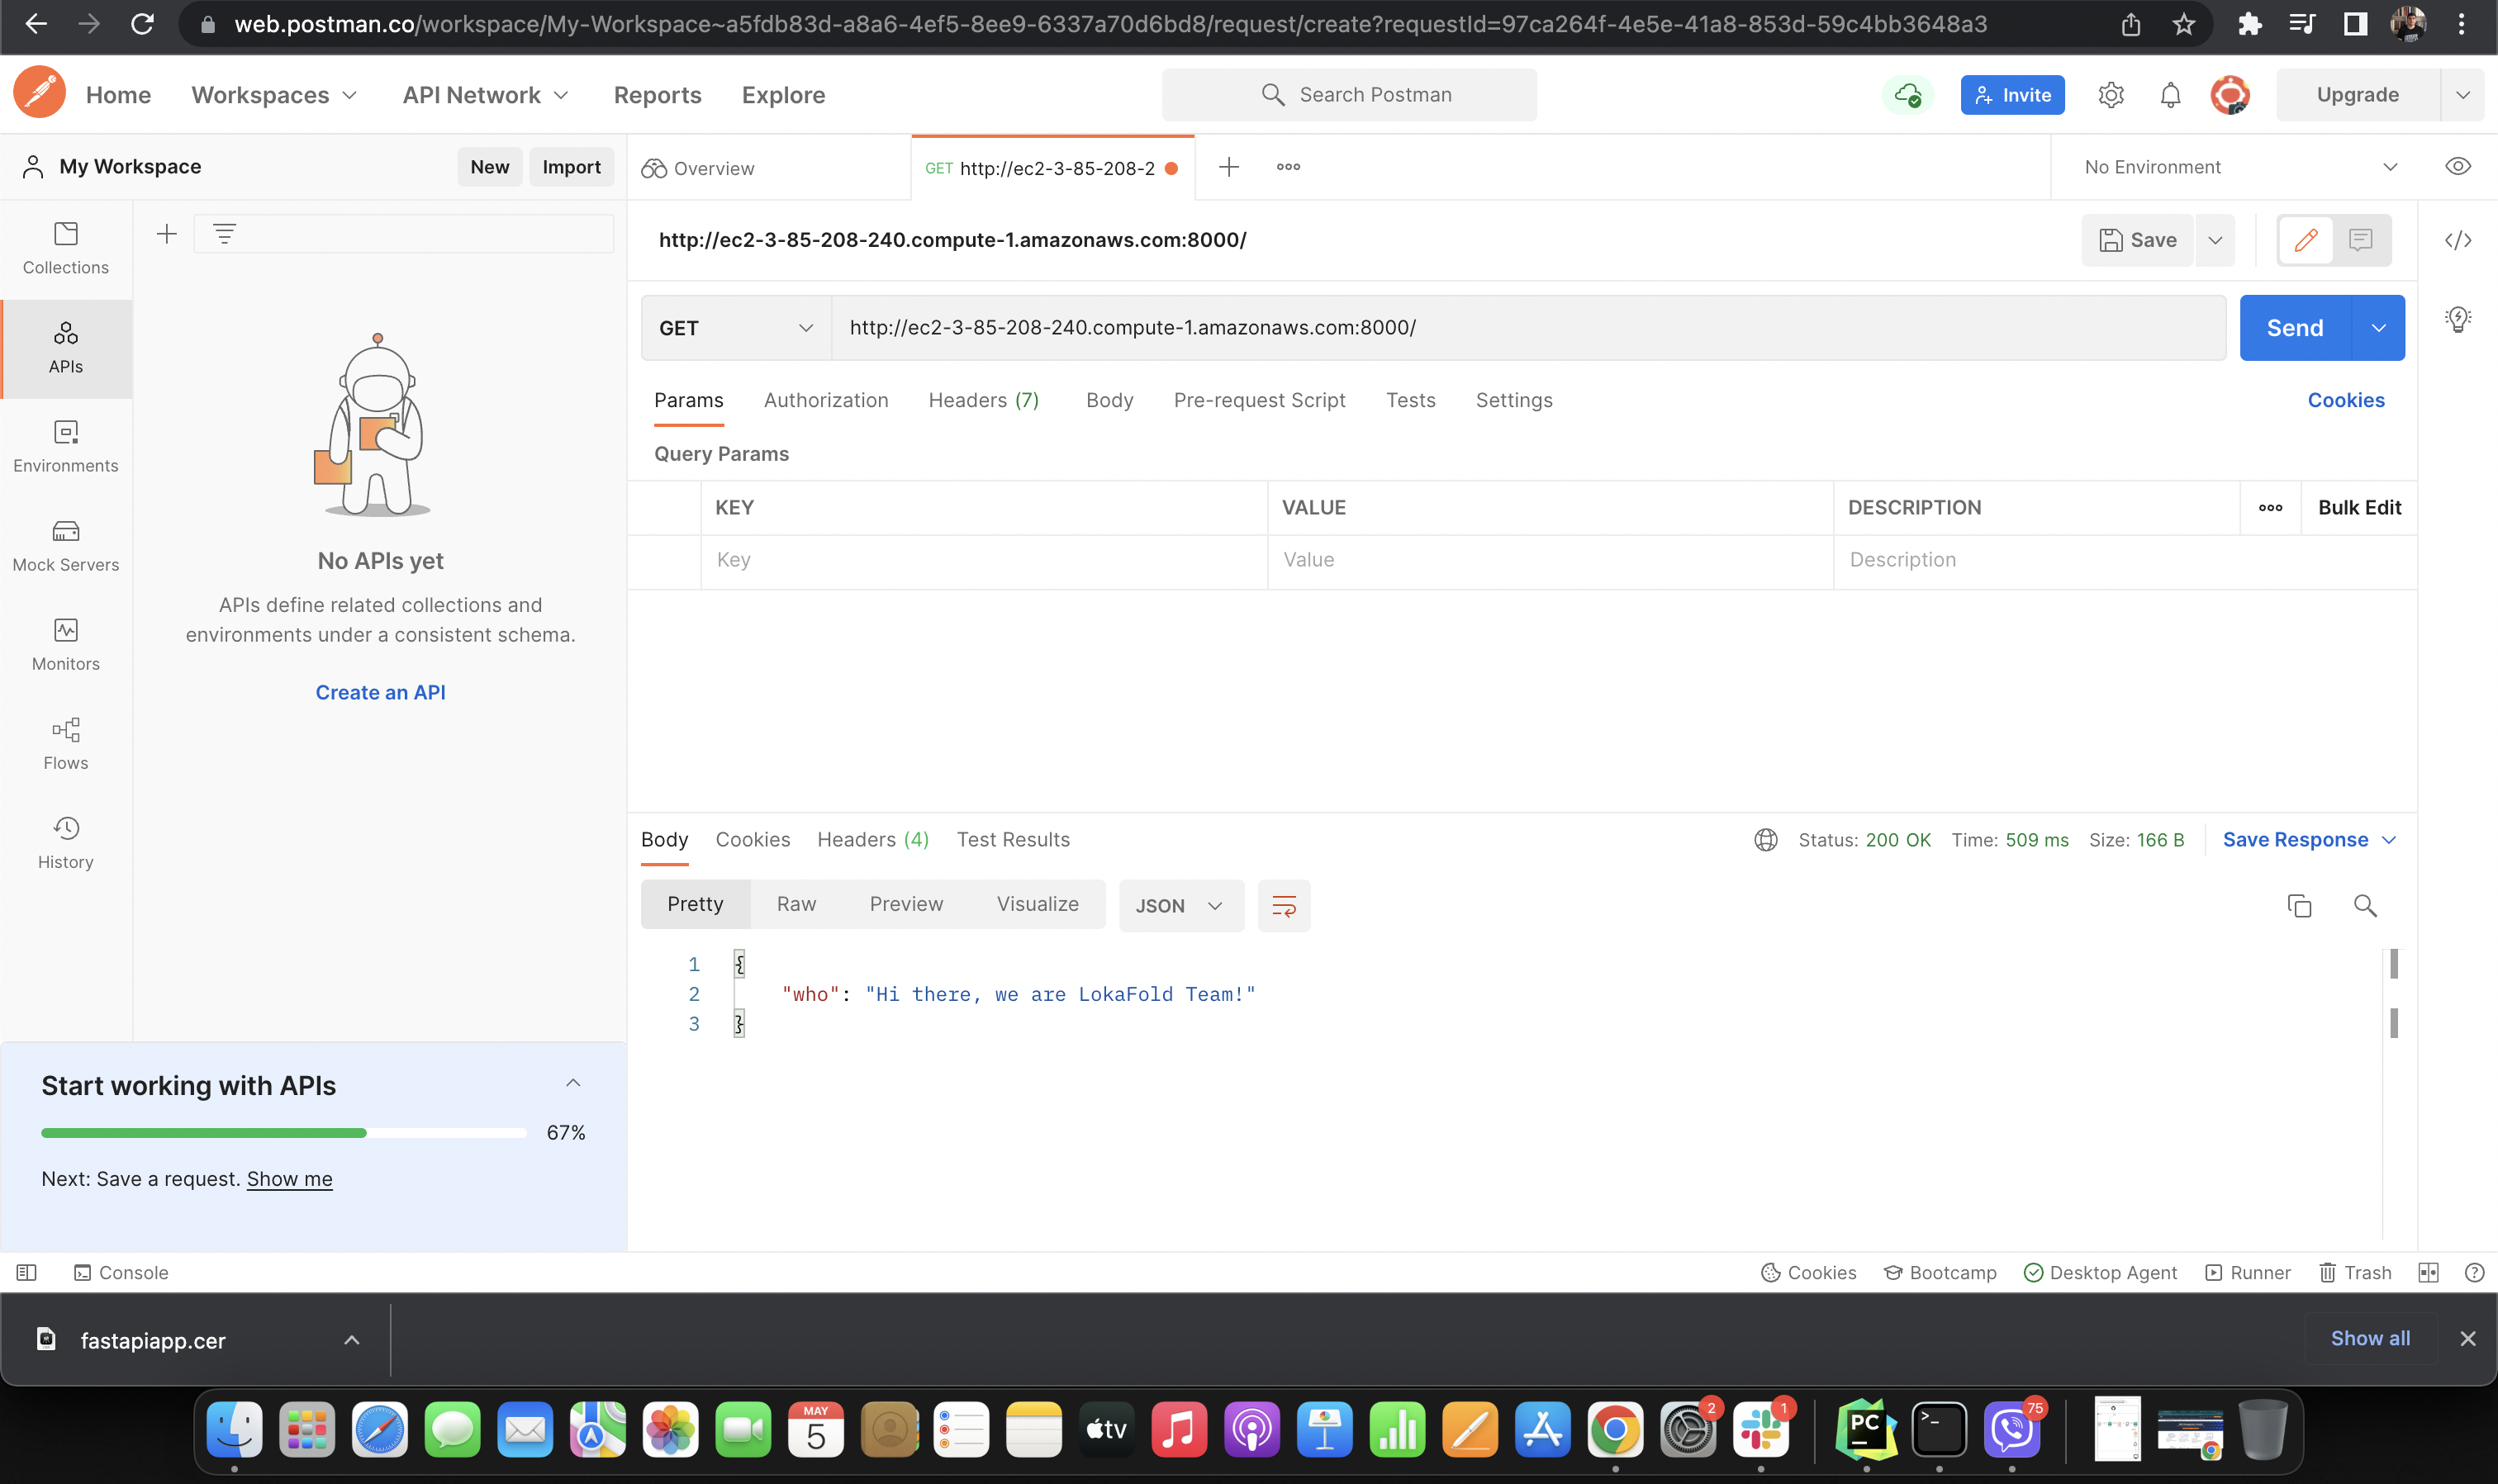 web.postman.co/workspace/My-Workspace~a5fdb83d-a8a6-4ef5-8ee9-6337a70d6bd8/request/create?requestId=97ca264f-4e5e-41a8-853d-59c4bb3648a3
Home Workspaces API Network Reports Explore Search Postman Invite Upgrade
My Workspace New Import Overview GET http://ec2-3-85-208-2 No Environment
Collections
http://ec2-3-85-208-240.compute-1.amazonaws.com:8000/ Save
APIs
GET http://ec2-3-85-208-240.compute-1.amazonaws.com:8000/ Send
Params Authorization Headers (7) Body Pre-request Script Tests Settings Cookies
Environments
Query Params
KEY VALUE DESCRIPTION Bulk Edit
Key Value Description
Mock Servers
No APIs yet
APIs define related collections and
environments under a consistent schema.
Monitors
Create an API
Flows
History
Body Cookies Headers (4) Test Results Status: 200 OK Time: 509 ms Size: 166 B Save Response
Pretty Raw Preview Visualize JSON
1 {
2 "who": "Hi there, we are LokaFold Team!"
3 }
Start working with APIs
67%
Next: Save a request. Show me
Console Cookies Bootcamp Desktop Agent Runner Trash
fastapiapp.cer Show all
MAY
5
tv
2
1
PC
>_
75